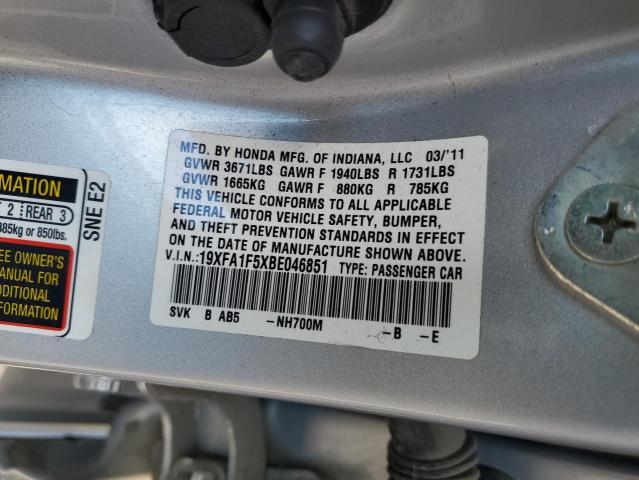 MFD. BY HONDA MFG. OF INDIANA, LLC 03/'11
GVWR 3671LBS GAWR F 1940LBS R 1731LBS
GVWR 1665KG GAWR F 880KG R 785KG
THIS VEHICLE CONFORMS TO ALL APPLICABLE
FEDERAL MOTOR VEHICLE SAFETY, BUMPER,
AND THEFT PREVENTION STANDARDS IN EFFECT
ON THE DATE OF MANUFACTURE SHOWN ABOVE.
V.I.N.:19XFA1F5XBE046851 TYPE: PASSENGER CAR
SVK B AB5 -NH700M -B -E
MATION
2 REAR 3
385kg or 850lbs.
EE OWNER'S
ANUAL FOR
DDITIONAL
FORMATION
SNE E2